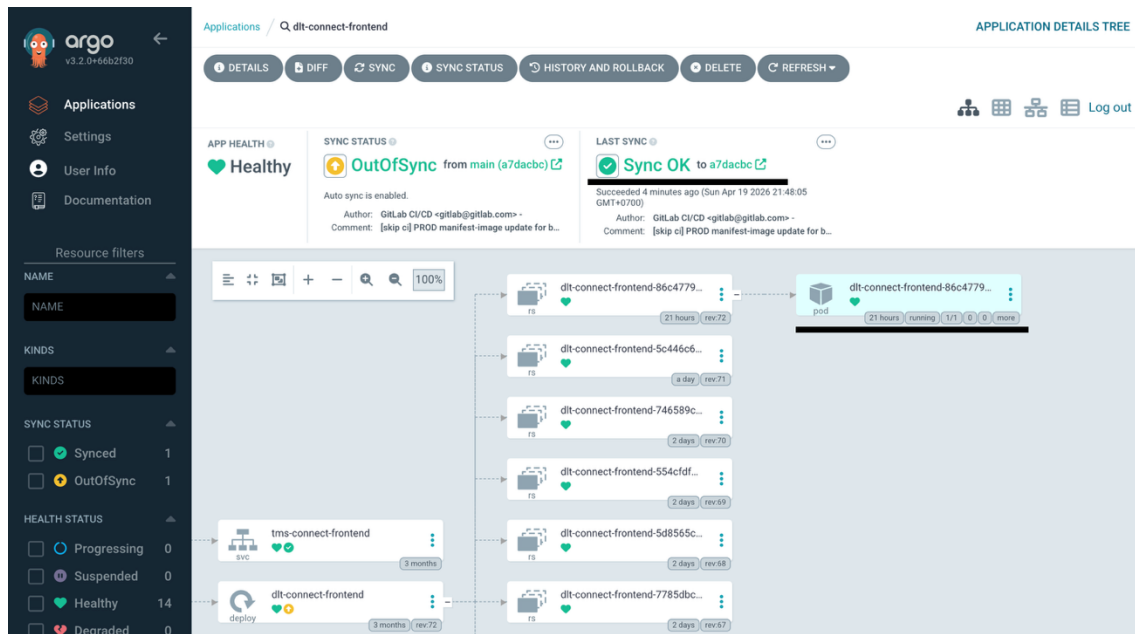 argo
v3.2.0+66b2f30
Applications
Settings
User Info
Documentation
Resource filters
NAME
NAME
KINDS
KINDS
SYNC STATUS
Synced 1
OutOfSync 1
HEALTH STATUS
Progressing 0
Suspended 0
Healthy 14
Degraded 0
Applications / dlt-connect-frontend
APPLICATION DETAILS TREE
DETAILS DIFF SYNC SYNC STATUS HISTORY AND ROLLBACK DELETE REFRESH
Log out
APP HEALTH
Healthy
SYNC STATUS
OutOfSync from main (a7dacbc)
Auto sync is enabled.
Author: GitLab CI/CD <gitlab@gitlab.com> -
Comment: [skip ci] PROD manifest-image update for b...
LAST SYNC
Sync OK to a7dacbc
Succeeded 4 minutes ago (Sun Apr 19 2026 21:48:05
GMT+0700)
Author: GitLab CI/CD <gitlab@gitlab.com> -
Comment: [skip ci] PROD manifest-image update for b...
100%
dlt-connect-frontend-86c4779...
rs
21 hours rev:72
dlt-connect-frontend-86c4779...
pod
21 hours running 1/1 0 0 more
dlt-connect-frontend-5c446c6...
rs
a day rev:71
dlt-connect-frontend-746589c...
rs
2 days rev:70
dlt-connect-frontend-554cfdf...
rs
2 days rev:69
tms-connect-frontend
svc
3 months
dlt-connect-frontend-5d8565c...
rs
2 days rev:68
dlt-connect-frontend
deploy
3 months rev:72
dlt-connect-frontend-7785dbc...
rs
2 days rev:67